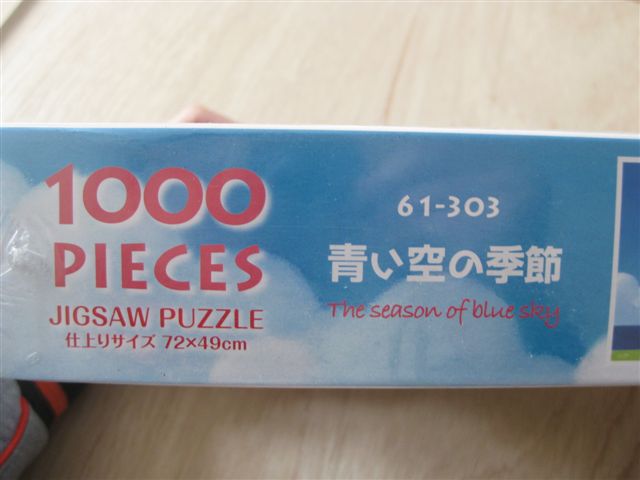 1000
PIECES
JIGSAW PUZZLE
仕上りサイズ 72×49cm
61-303
青い空の季節
The season of blue sky